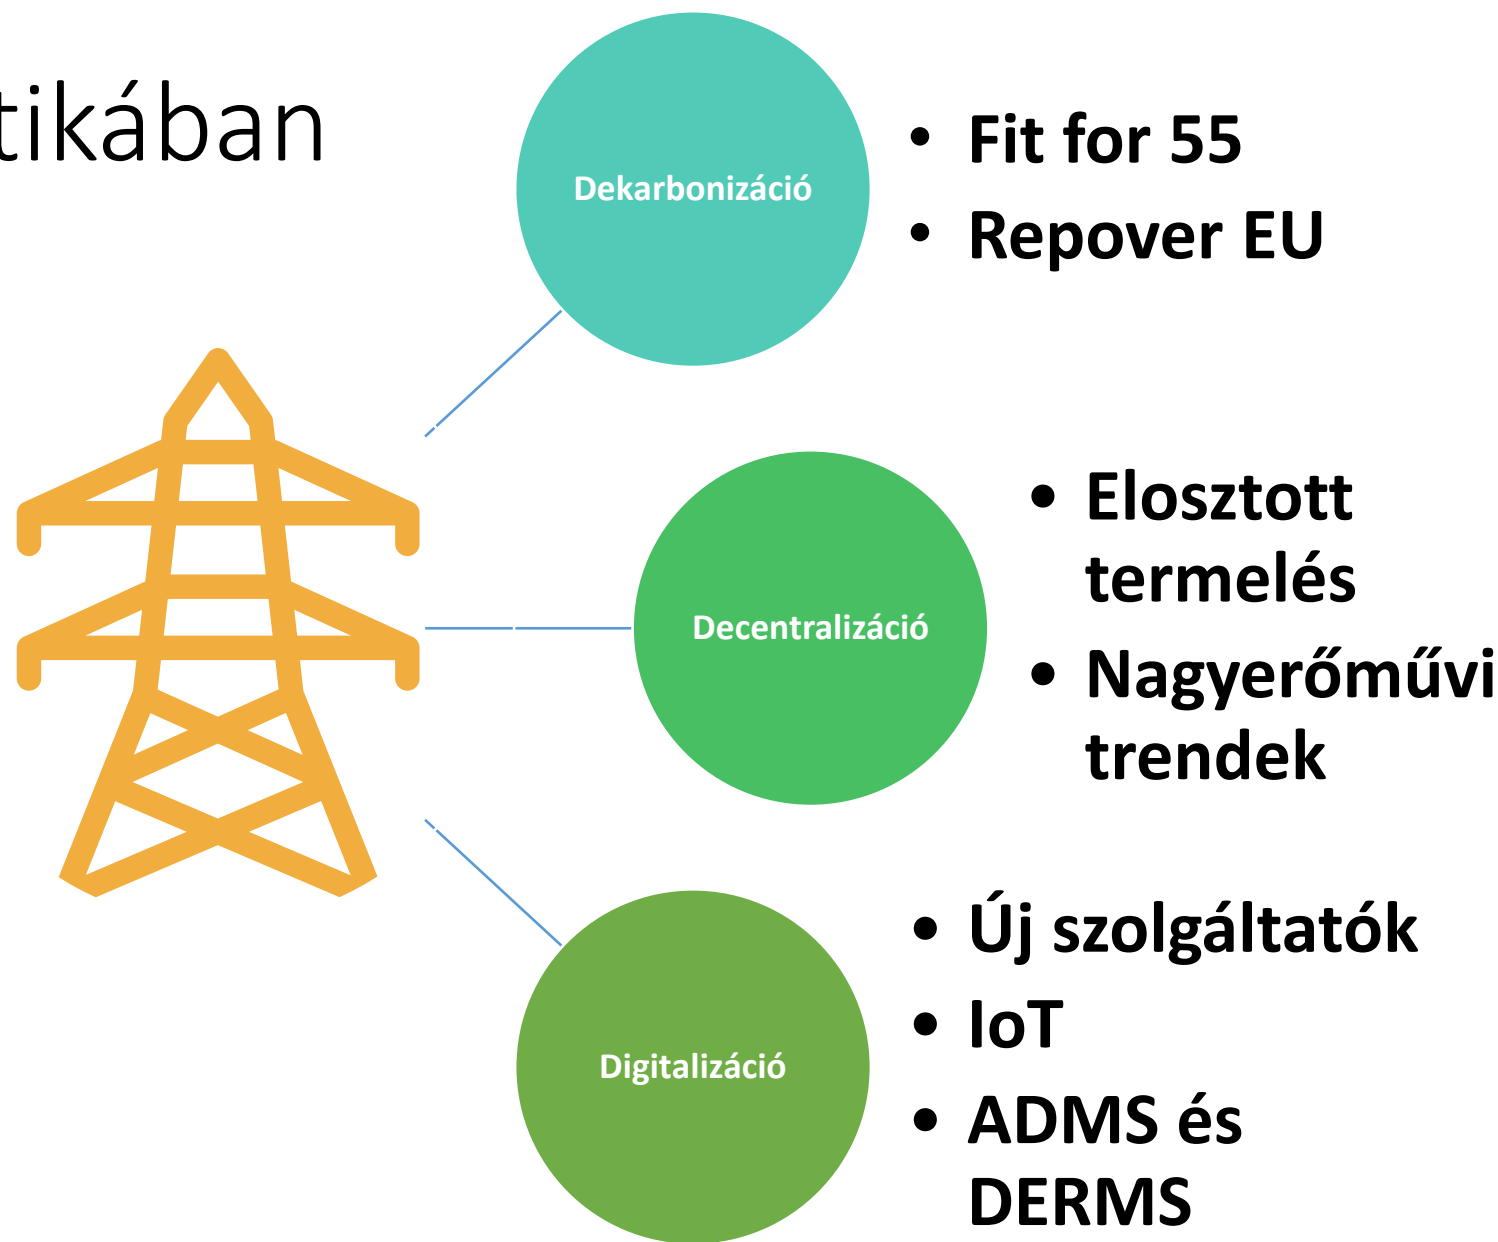 tikában
Dekarbonizáció
• Fit for 55
• Repover EU
Decentralizáció
• Elosztott
termelés
• Nagyerőművi
trendek
Digitalizáció
• Új szolgáltatók
• IoT
• ADMS és
DERMS